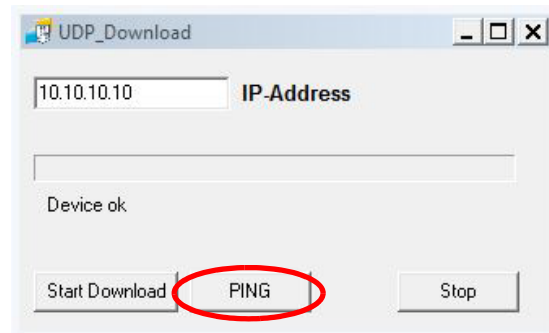 UDP_Download
10.10.10.10 IP-Address
Device ok
Start Download PING Stop